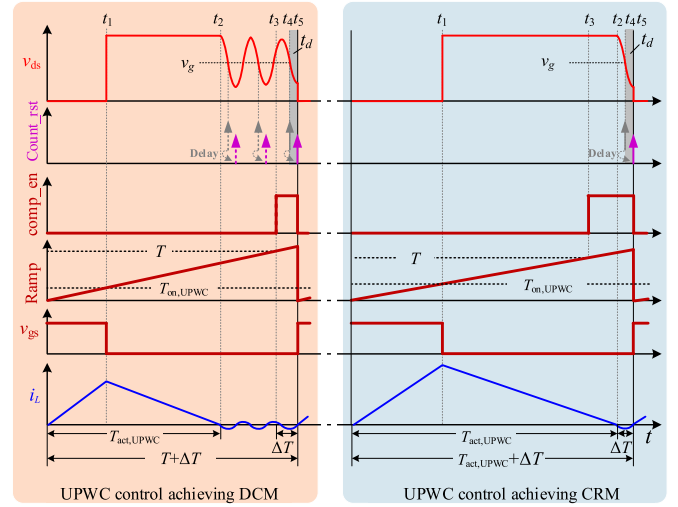 t1 t2 t3 t4 t5
td
vds
vg
Count_rst
Delay
comp_en
T
Ramp
Ton,UPWC
vgs
iL
Tact,UPWC
ΔT
T+ΔT
UPWC control achieving DCM
t1 t3 t2 t4 t5
td
vg
Delay
T
Ton,UPWC
Tact,UPWC
ΔT
t
Tact,UPWC+ΔT
UPWC control achieving CRM